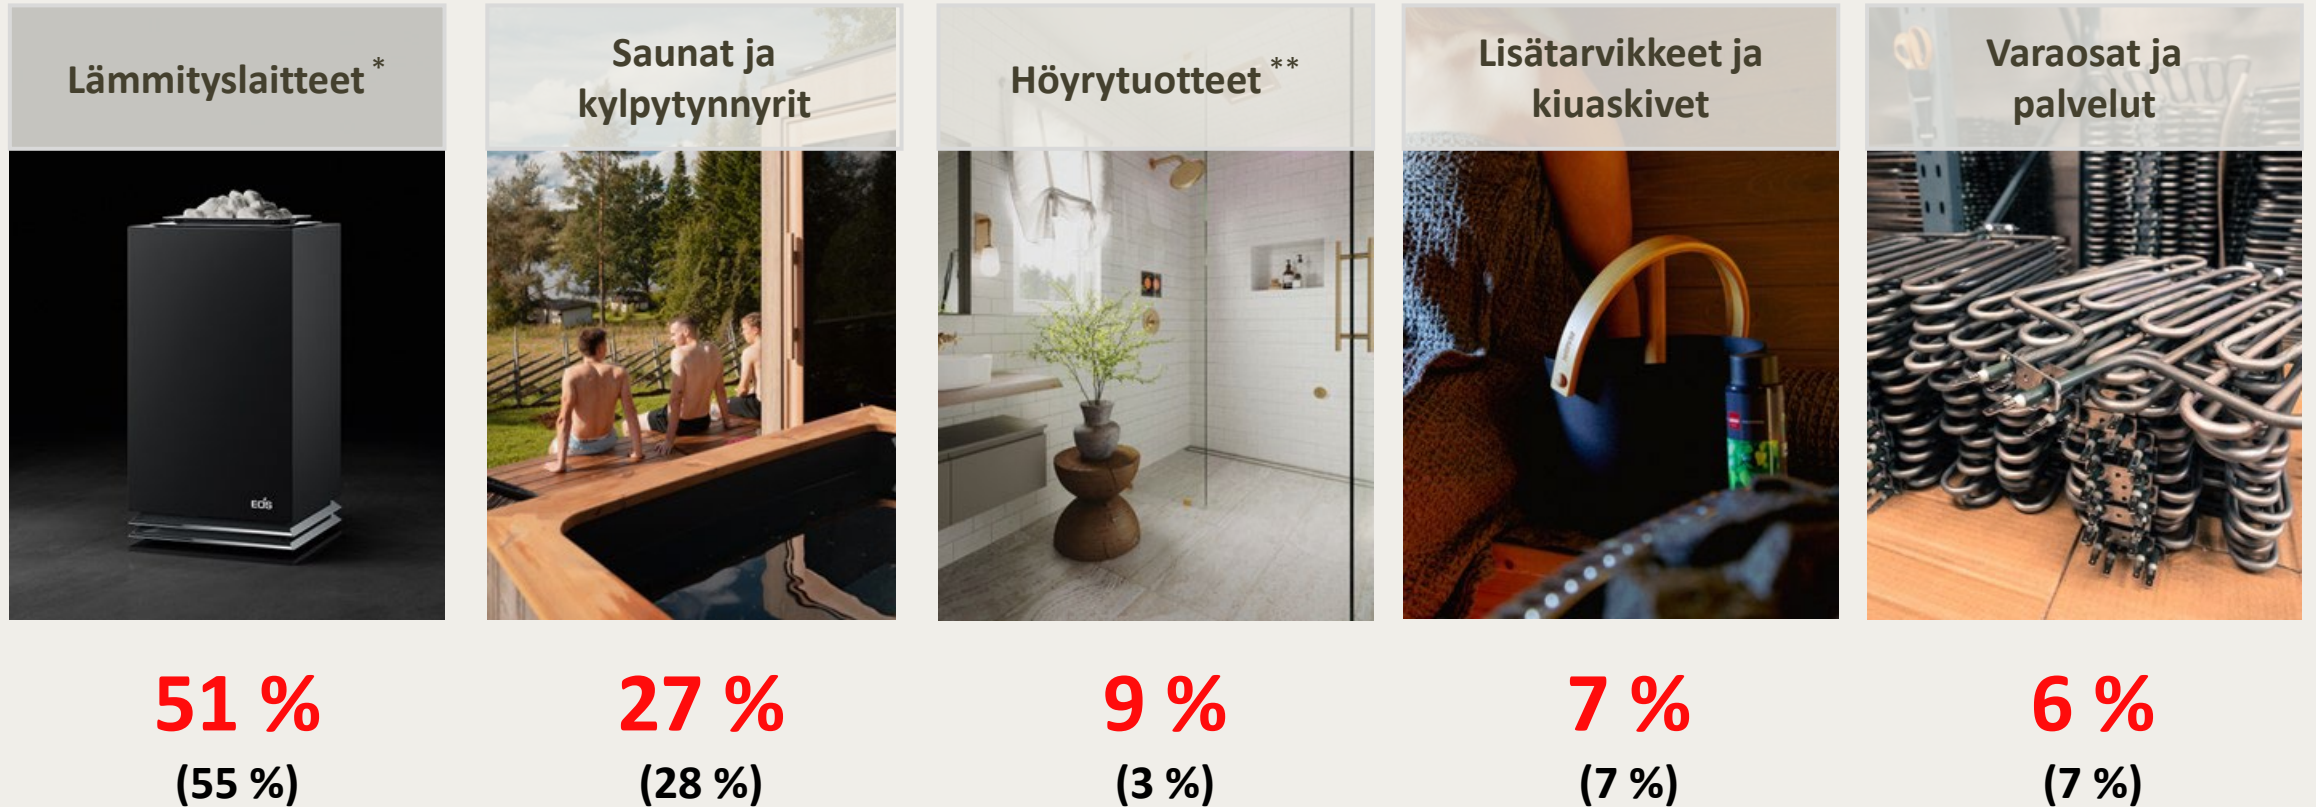 Lämmityslaitteet *
Saunat ja
kylpytynnyrit
Höyrytuotteet **
Lisätarvikkeet ja
kiuaskivet
Varaosat ja
palvelut
EOS
51 %
27 %
9 %
7 %
6 %
(55 %)
(28 %)
(3 %)
(7 %)
(7 %)